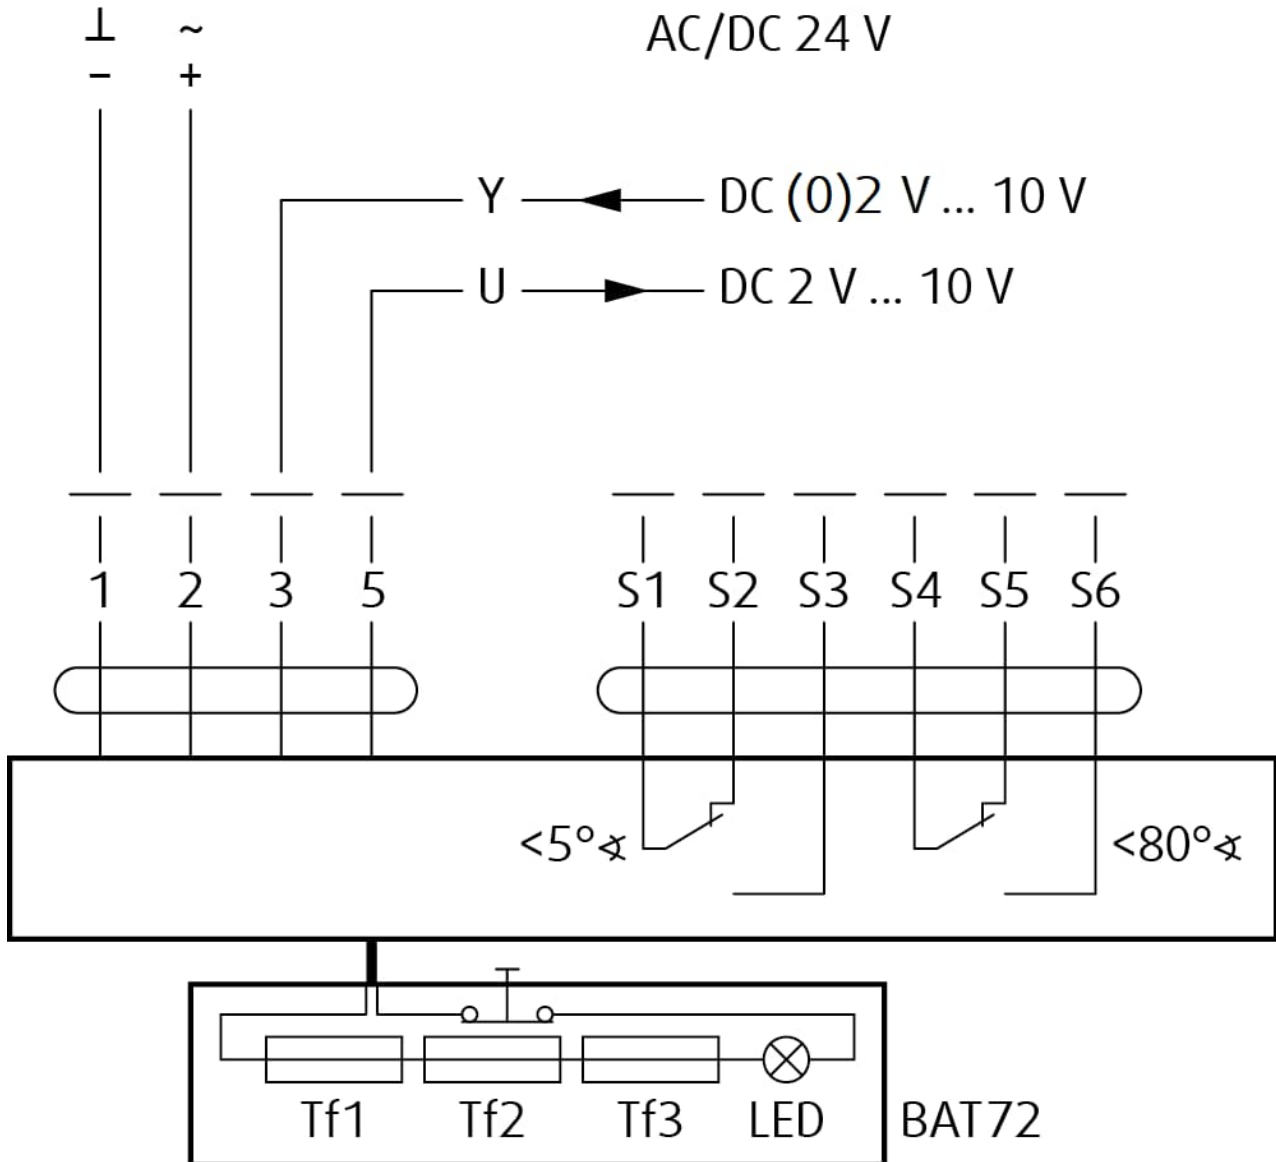 ⊥ ~ AC/DC 24 V
– +
Y DC (0)2 V ... 10 V
U DC 2 V ... 10 V
1 2 3 5 S1 S2 S3 S4 S5 S6
<5°∢ <80°∢
Tf1 Tf2 Tf3 LED BAT72